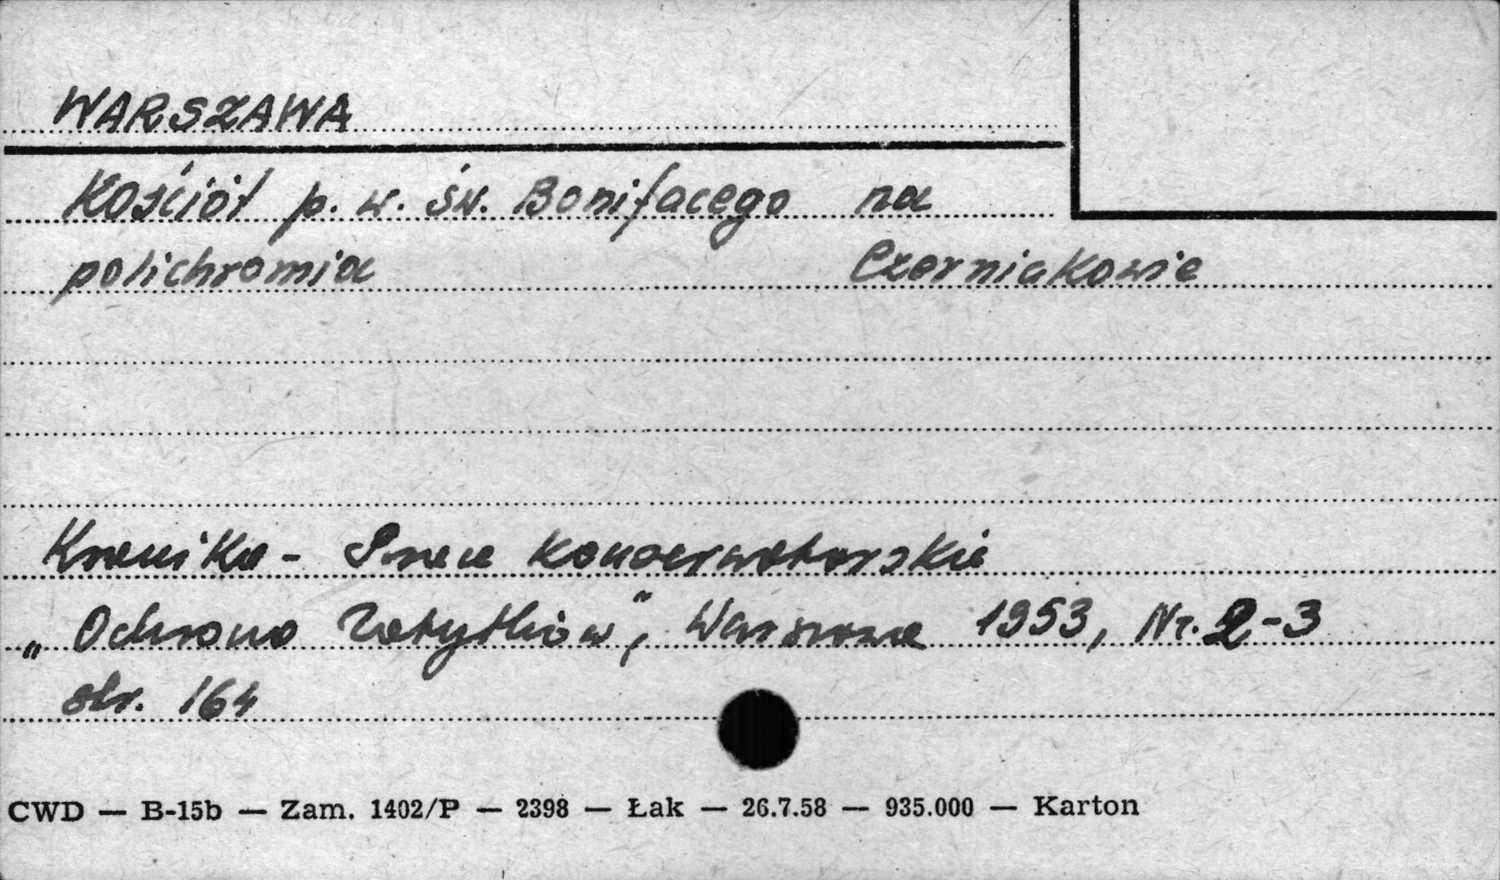 WARSZAWA
Kościół p.w. św. Bonifacego na
polichromia Czerniakowie
Kronika - Prace konserwatorskie
„Ochrona Zabytków”, Warszawa 1953, Nr. 2-3
str. 164
CWD — B-15b — Zam. 1402/P — 2398 — Łak — 26.7.58 — 935.000 — Karton